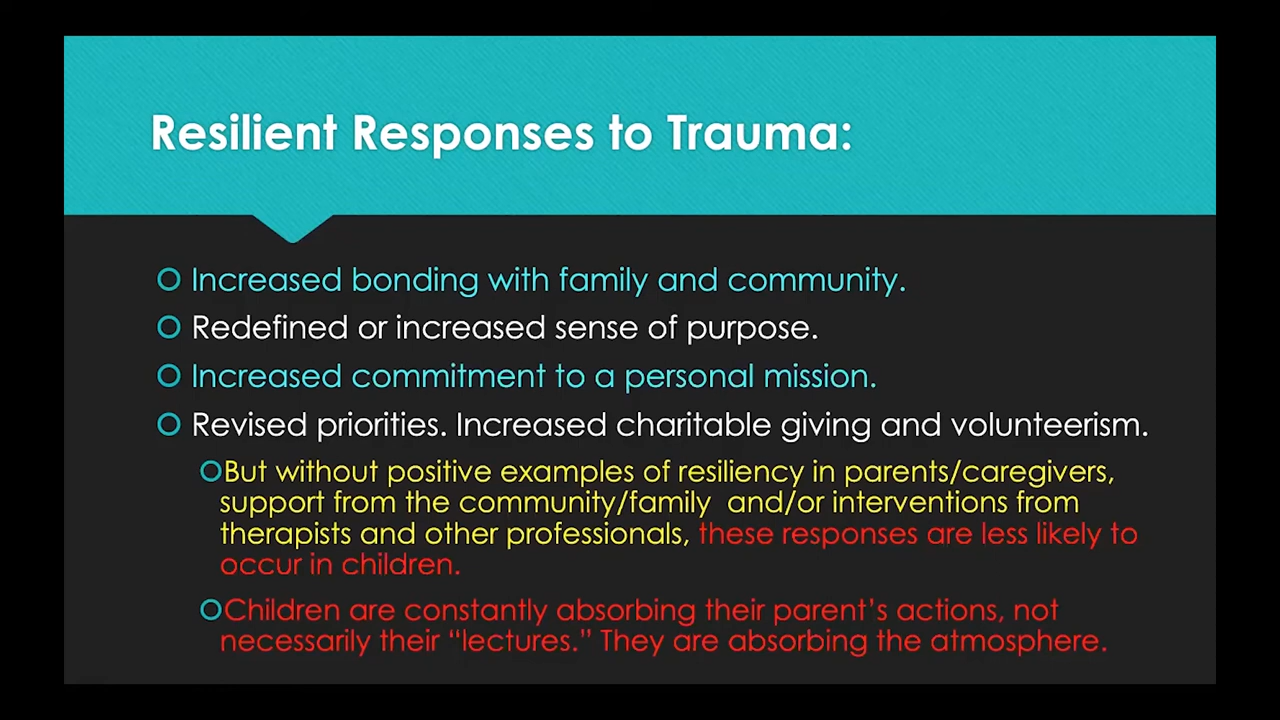 Resilient Responses to Trauma:
Increased bonding with family and community.
Redefined or increased sense of purpose.
Increased commitment to a personal mission.
Revised priorities. Increased charitable giving and volunteerism.
But without positive examples of resiliency in parents/caregivers,
support from the community/family and/or interventions from
therapists and other professionals, these responses are less likely to
occur in children.
Children are constantly absorbing their parent’s actions, not
necessarily their “lectures.” They are absorbing the atmosphere.